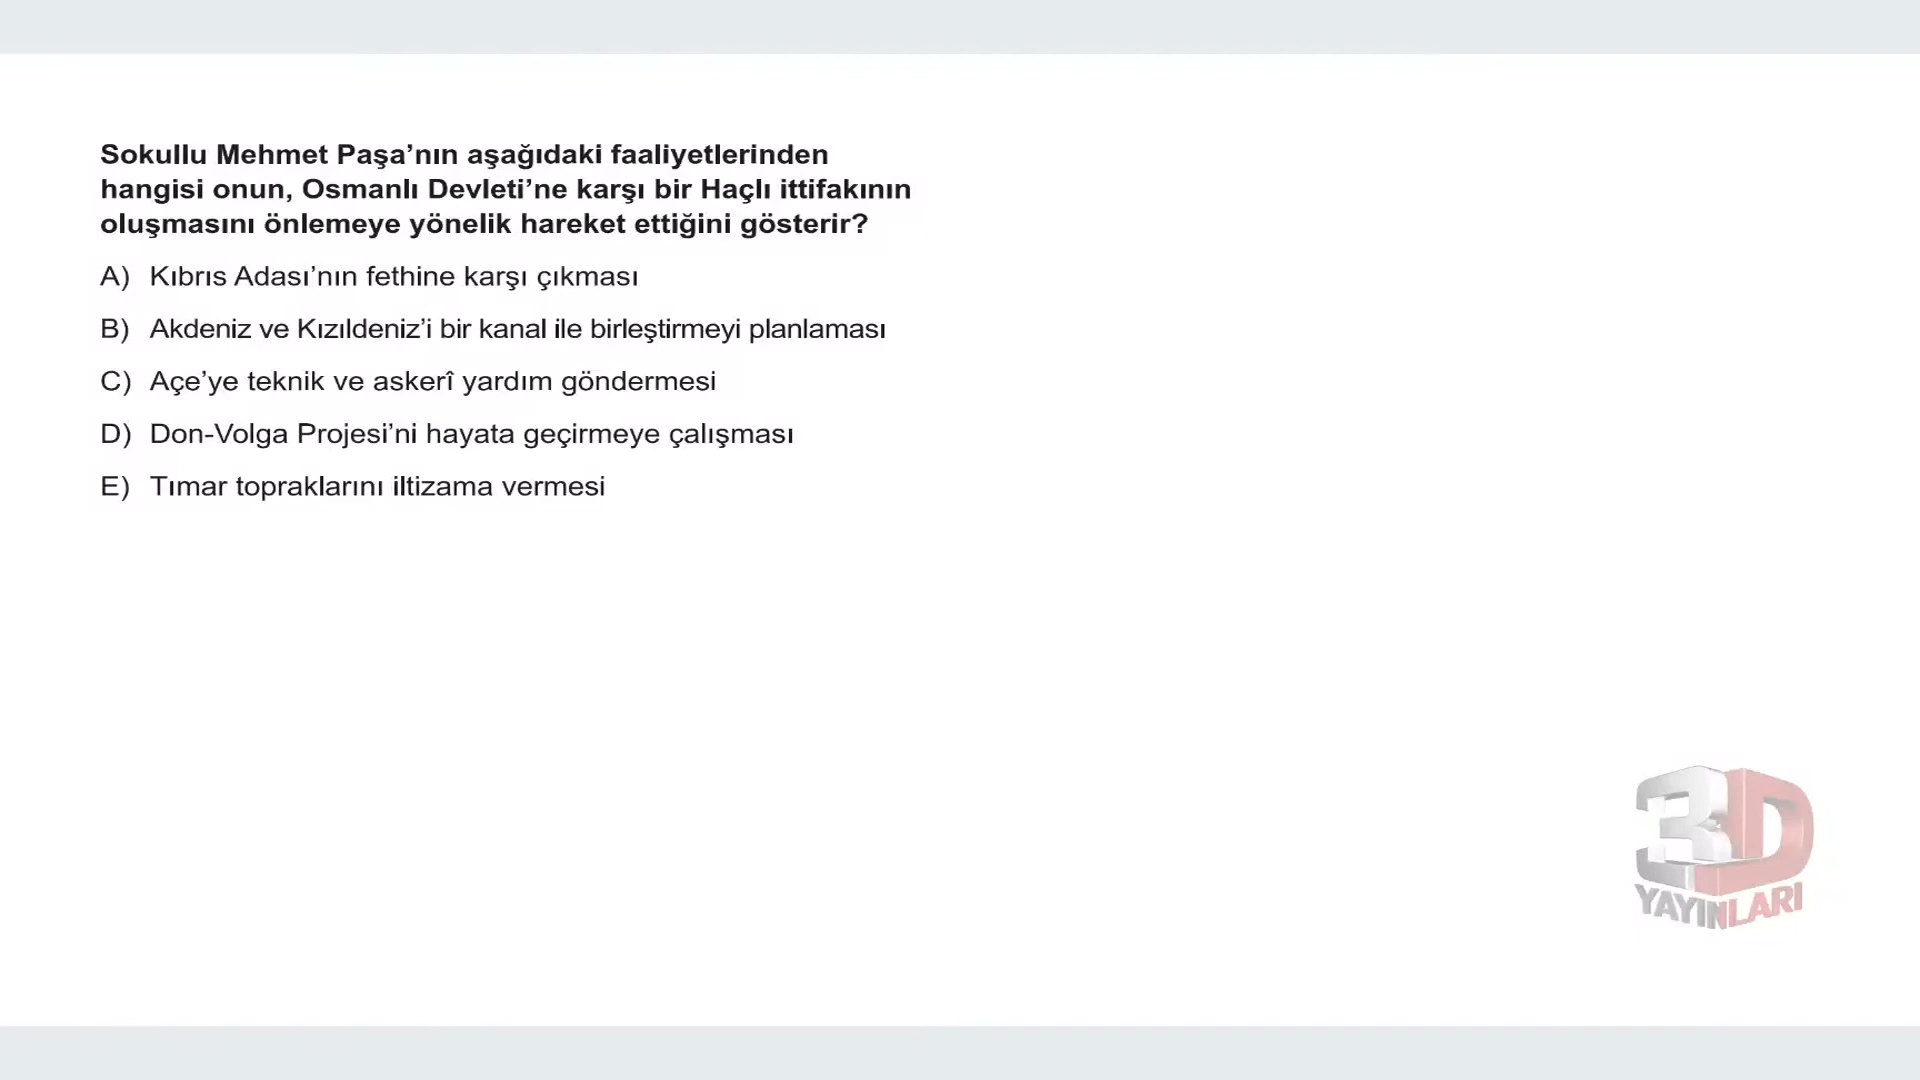 Sokullu Mehmet Paşa’nın aşağıdaki faaliyetlerinden
hangisi onun, Osmanlı Devleti’ne karşı bir Haçlı ittifakının
oluşmasını önlemeye yönelik hareket ettiğini gösterir?
A) Kıbrıs Adası’nın fethine karşı çıkması
B) Akdeniz ve Kızıldeniz’i bir kanal ile birleştirmeyi planlaması
C) Açe’ye teknik ve askerî yardım göndermesi
D) Don-Volga Projesi’ni hayata geçirmeye çalışması
E) Tımar topraklarını iltizama vermesi
3D
YAYINLARI